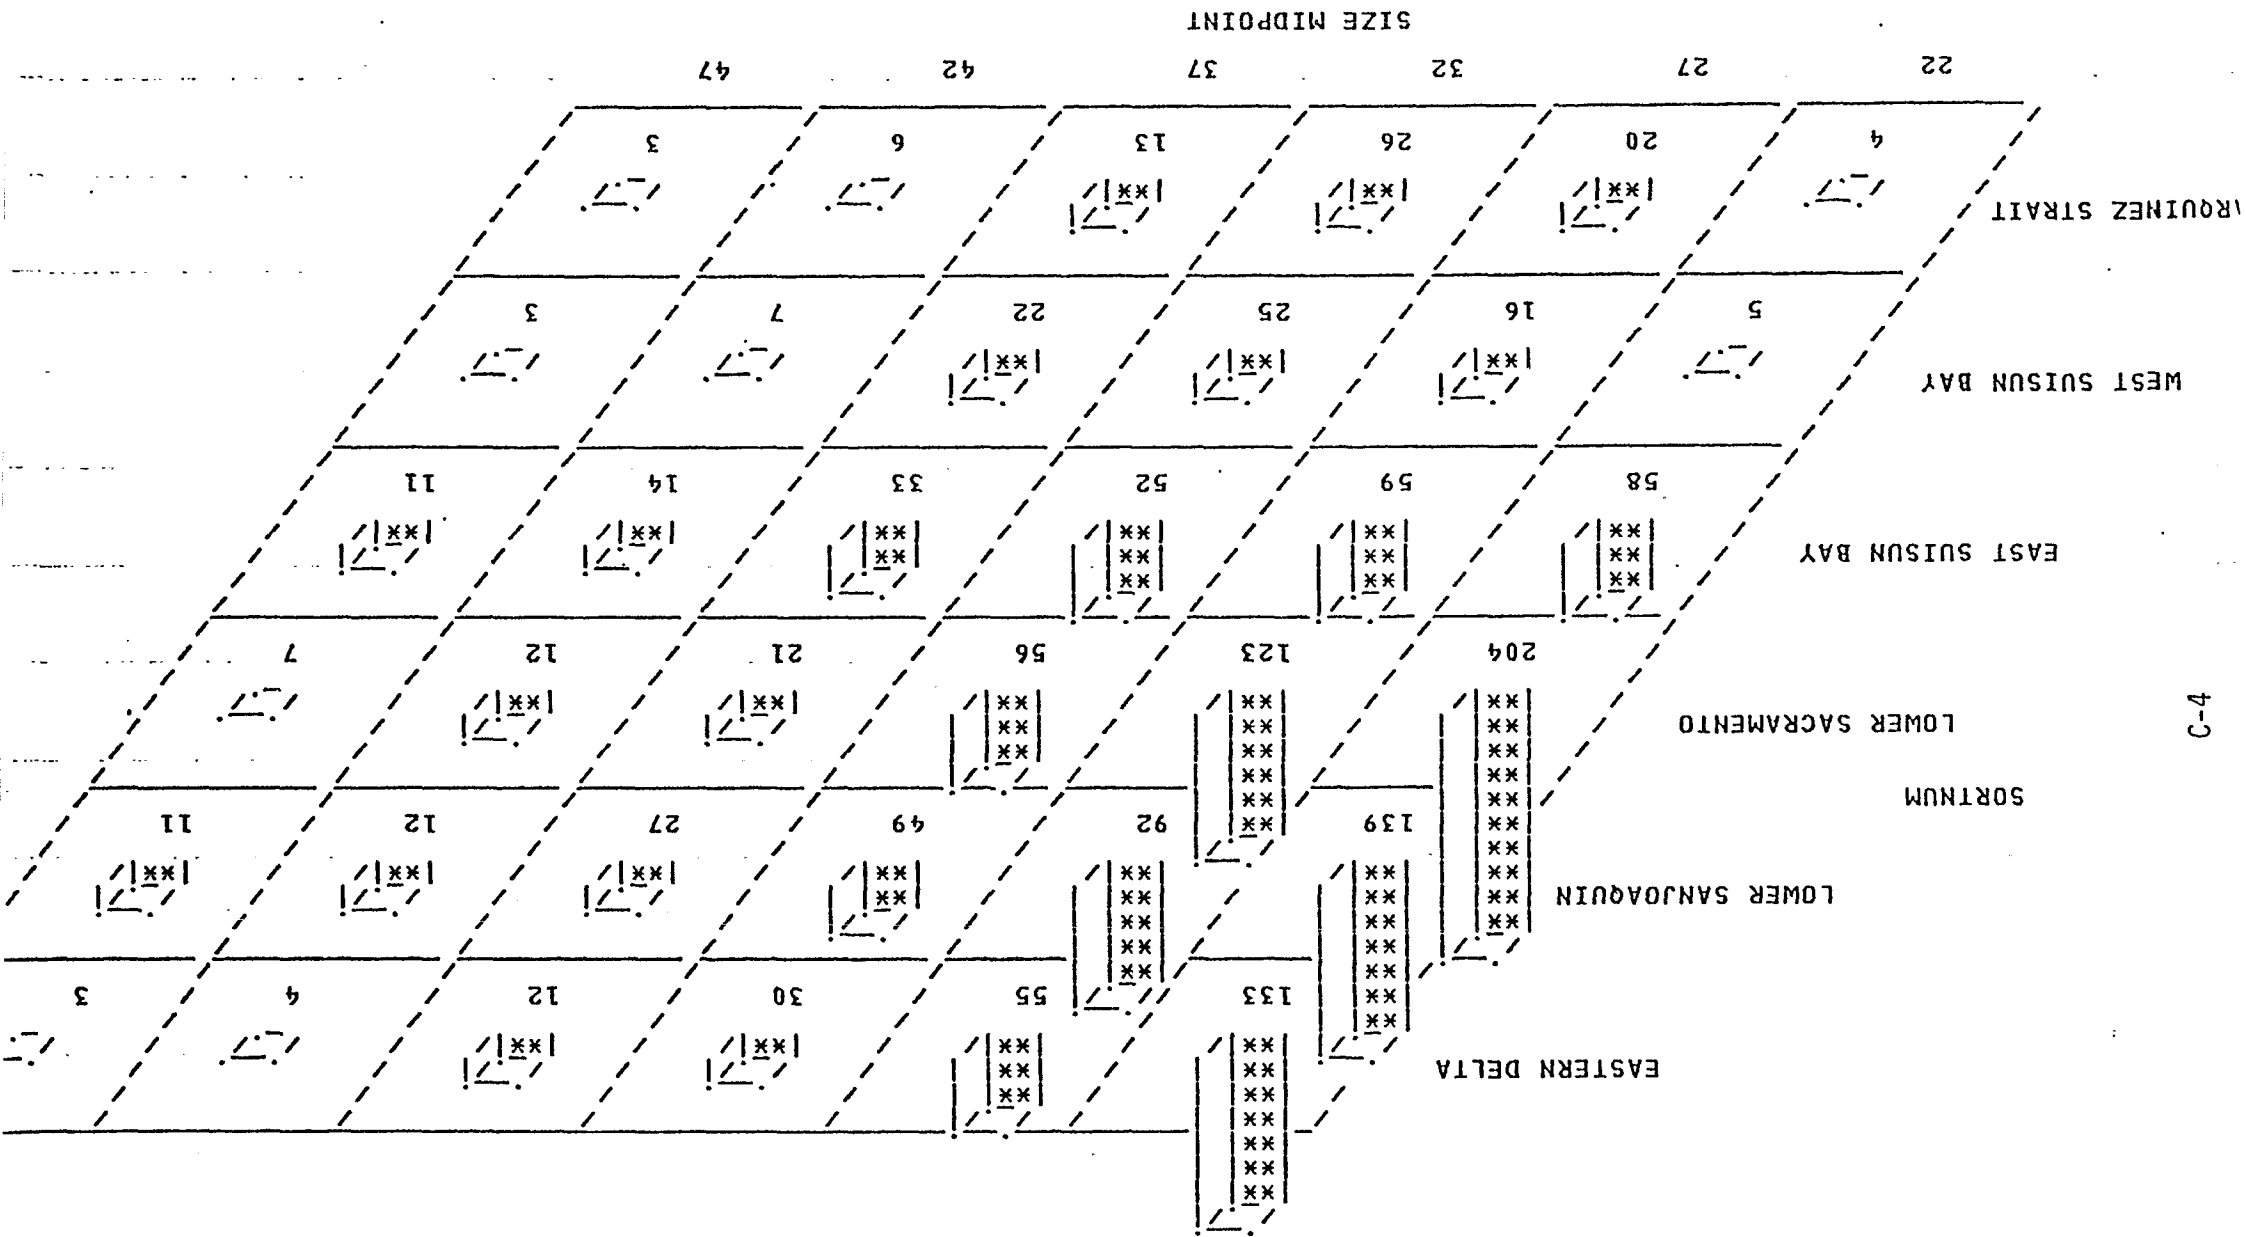 EASTERN DELTA
133 55 30 12 4 3
LOWER SANJOAQUIN
139 92 49 27 12 11
SORTNUM
LOWER SACRAMENTO
204 123 56 21 12 7
EAST SUISUN BAY
58 59 52 33 14 11
WEST SUISUN BAY
5 16 25 22 7 3
ARQUINEZ STRAIT
4 20 26 13 6 3
22 27 32 37 42 47
SIZE MIDPOINT
C-4